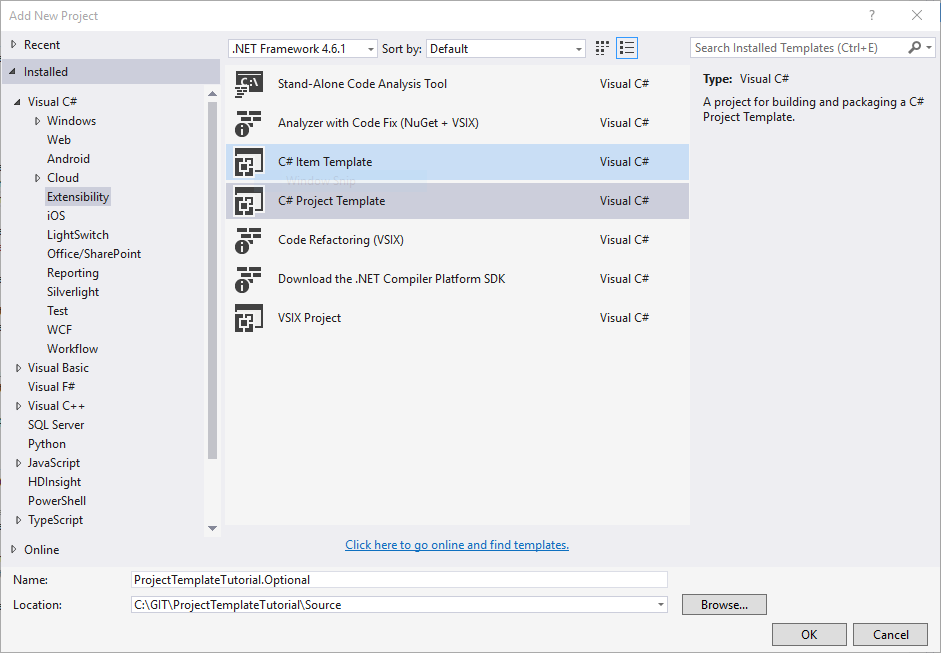 Add New Project
?
Recent
Installed
Visual C#
Windows
Web
Android
Cloud
Extensibility
iOS
LightSwitch
Office/SharePoint
Reporting
Silverlight
Test
WCF
Workflow
Visual Basic
Visual F#
Visual C++
SQL Server
Python
JavaScript
HDInsight
PowerShell
TypeScript
Online
.NET Framework 4.6.1 Sort by: Default
C:\
Stand-Alone Code Analysis Tool Visual C#
Analyzer with Code Fix (NuGet + VSIX) Visual C#
C# Item Template Visual C#
Window Snip
C# Project Template Visual C#
Code Refactoring (VSIX) Visual C#
Download the .NET Compiler Platform SDK Visual C#
VSIX Project Visual C#
Click here to go online and find templates.
Search Installed Templates (Ctrl+E)
Type: Visual C#
A project for building and packaging a C#
Project Template.
Name: ProjectTemplateTutorial.Optional
Location: C:\GIT\ProjectTemplateTutorial\Source Browse...
OK Cancel